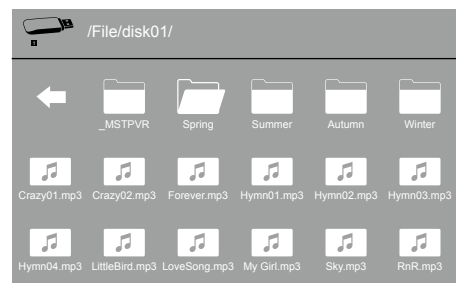 /File/disk01/
_MSTPVR Spring Summer Autumn Winter
Crazy01.mp3 Crazy02.mp3 Forever.mp3 Hymn01.mp3 Hymn02.mp3 Hymn03.mp3
Hymn04.mp3 LittleBird.mp3 LoveSong.mp3 My Girl.mp3 Sky.mp3 RnR.mp3